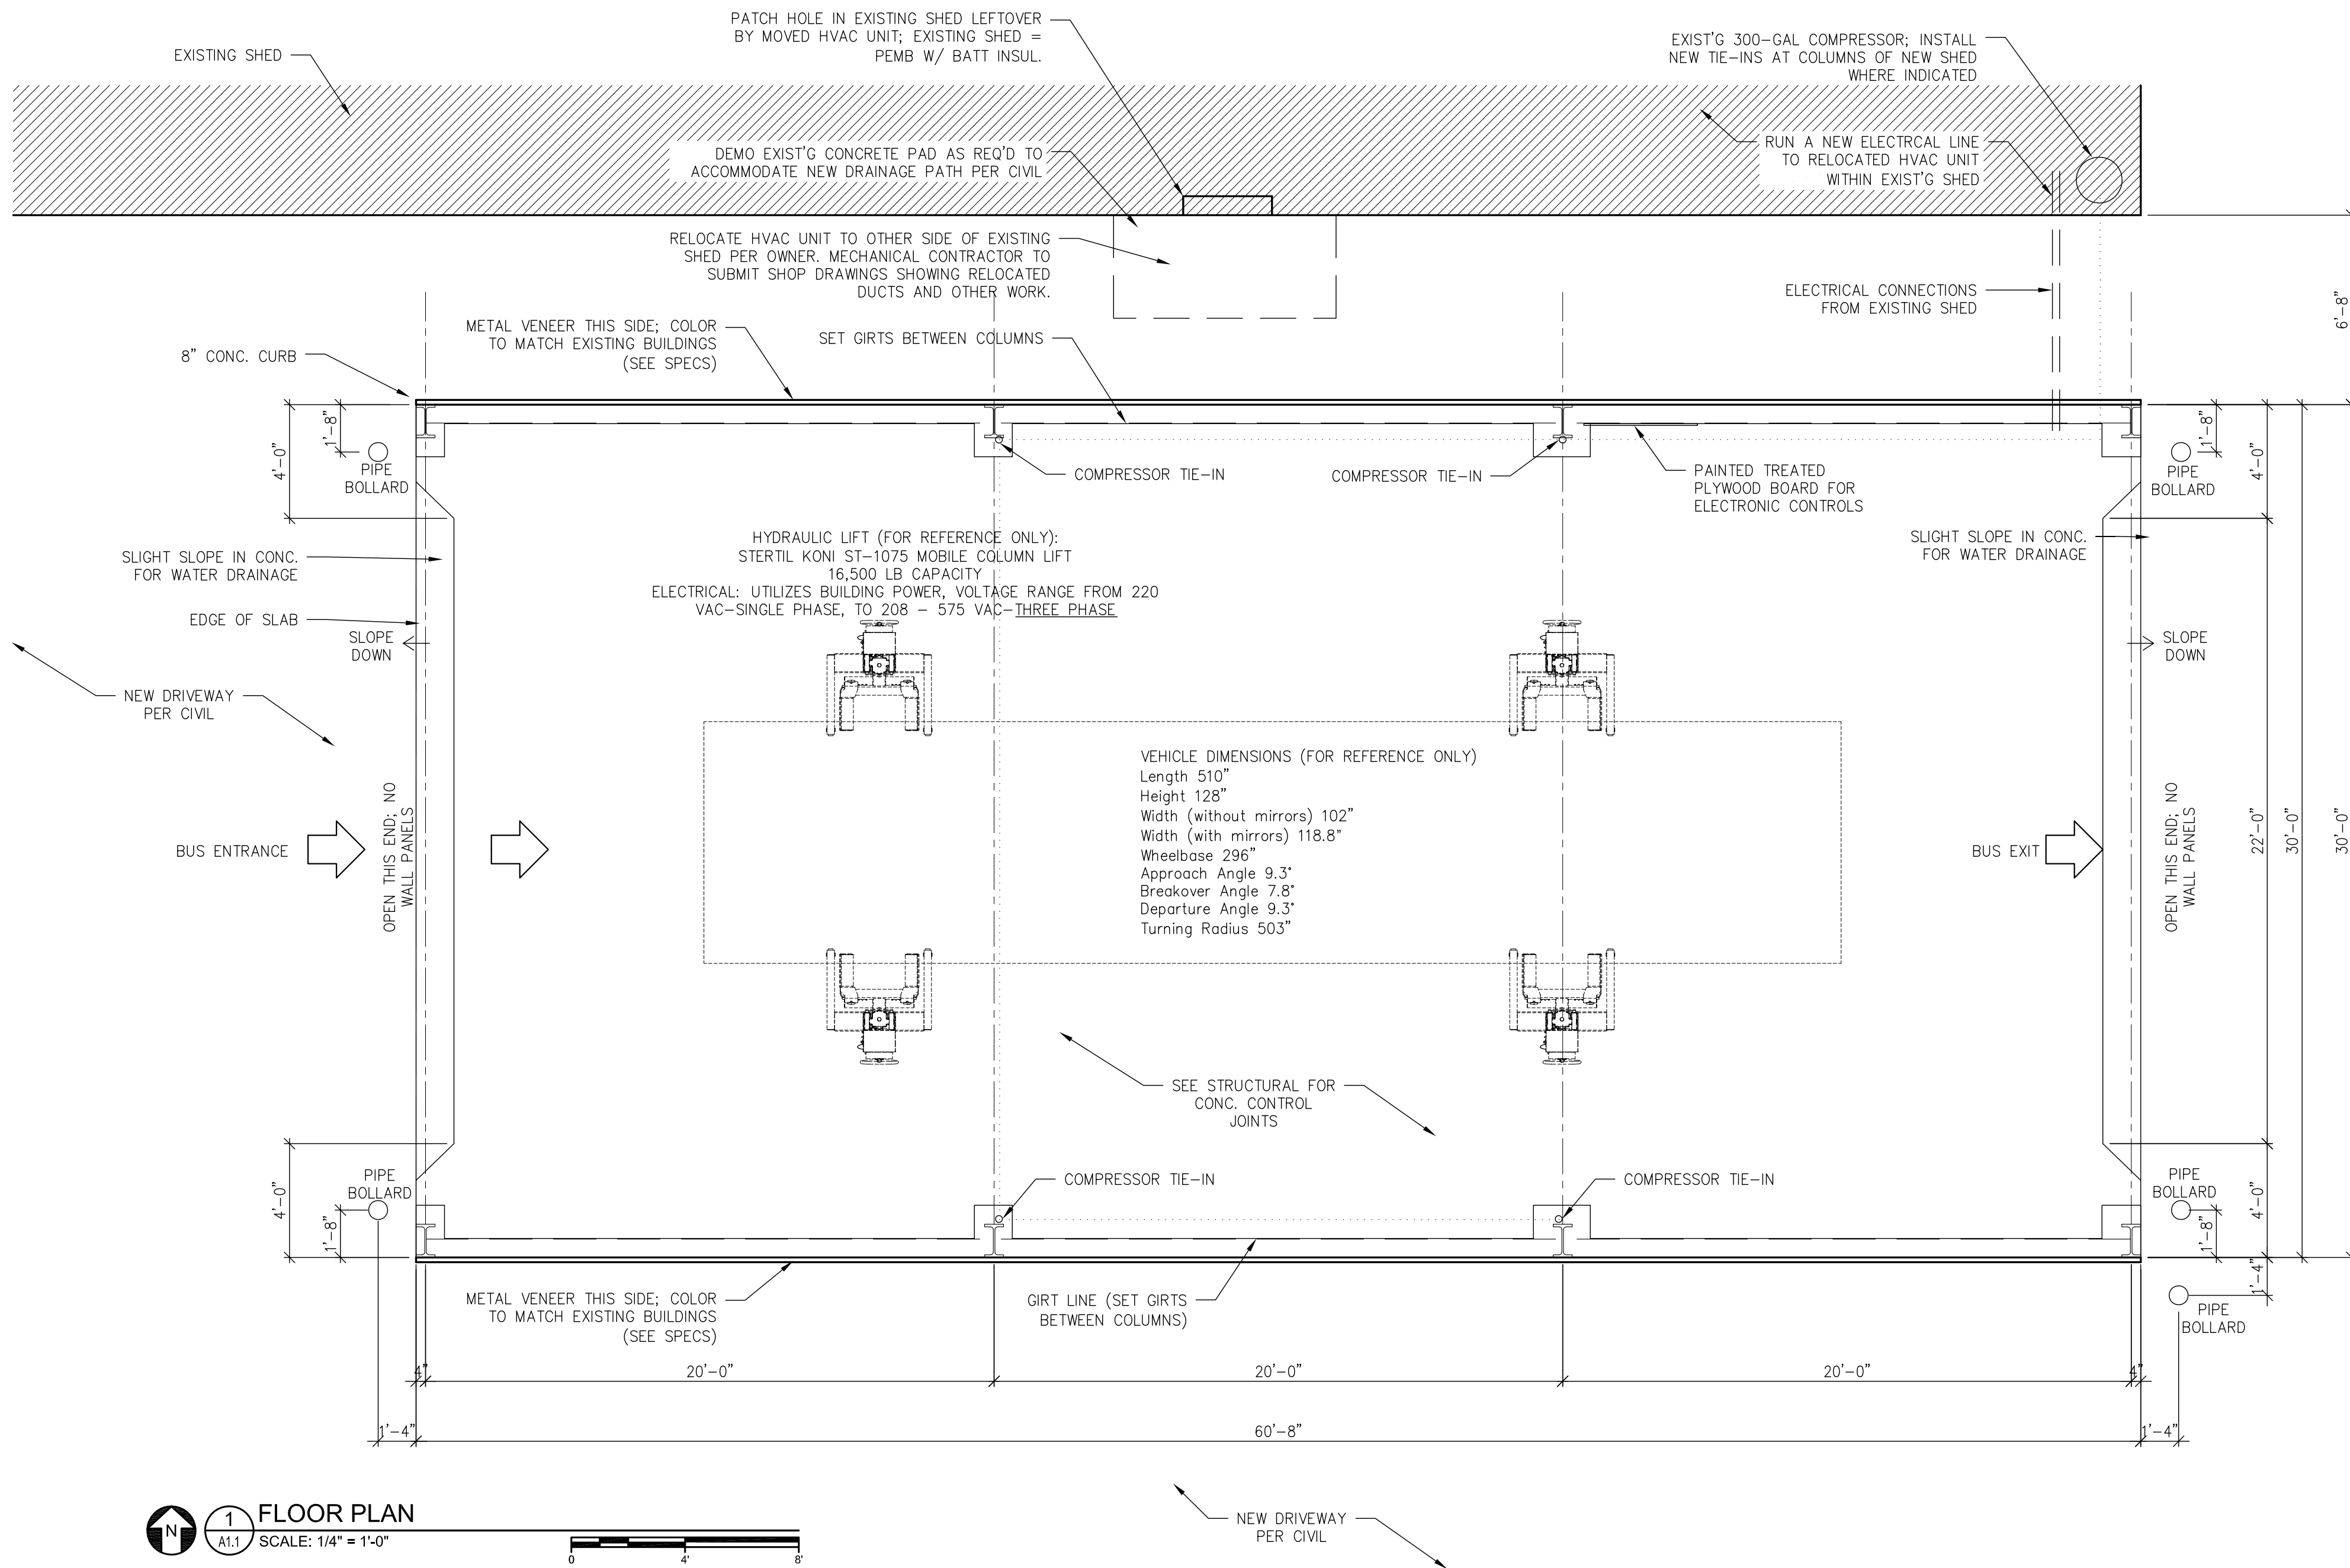 PATCH HOLE IN EXISTING SHED LEFTOVER
BY MOVED HVAC UNIT; EXISTING SHED =
PEMB W/ BATT INSUL.
EXISTING SHED
EXIST'G 300-GAL COMPRESSOR; INSTALL
NEW TIE-INS AT COLUMNS OF NEW SHED
WHERE INDICATED
DEMO EXIST'G CONCRETE PAD AS REQ'D TO
ACCOMMODATE NEW DRAINAGE PATH PER CIVIL
RUN A NEW ELECTRCAL LINE
TO RELOCATED HVAC UNIT
WITHIN EXIST'G SHED
RELOCATE HVAC UNIT TO OTHER SIDE OF EXISTING
SHED PER OWNER. MECHANICAL CONTRACTOR TO
SUBMIT SHOP DRAWINGS SHOWING RELOCATED
DUCTS AND OTHER WORK.
ELECTRICAL CONNECTIONS
FROM EXISTING SHED
6'-8"
METAL VENEER THIS SIDE; COLOR
TO MATCH EXISTING BUILDINGS
(SEE SPECS)
SET GIRTS BETWEEN COLUMNS
8" CONC. CURB
4'-0"
1'-8"
PIPE
BOLLARD
COMPRESSOR TIE-IN
COMPRESSOR TIE-IN
PAINTED TREATED
PLYWOOD BOARD FOR
ELECTRONIC CONTROLS
PIPE
BOLLARD
1'-8"
4'-0"
HYDRAULIC LIFT (FOR REFERENCE ONLY):
STERTIL KONI ST-1075 MOBILE COLUMN LIFT
16,500 LB CAPACITY
ELECTRICAL: UTILIZES BUILDING POWER, VOLTAGE RANGE FROM 220
VAC-SINGLE PHASE, TO 208 - 575 VAC-THREE PHASE
SLIGHT SLOPE IN CONC.
FOR WATER DRAINAGE
SLIGHT SLOPE IN CONC.
FOR WATER DRAINAGE
EDGE OF SLAB
SLOPE
DOWN
SLOPE
DOWN
NEW DRIVEWAY
PER CIVIL
VEHICLE DIMENSIONS (FOR REFERENCE ONLY)
Length 510"
Height 128"
Width (without mirrors) 102"
Width (with mirrors) 118.8"
Wheelbase 296"
Approach Angle 9.3°
Breakover Angle 7.8°
Departure Angle 9.3°
Turning Radius 503"
BUS ENTRANCE
OPEN THIS END; NO
WALL PANELS
BUS EXIT
OPEN THIS END; NO
WALL PANELS
22'-0"
30'-0"
30'-0"
SEE STRUCTURAL FOR
CONC. CONTROL
JOINTS
4'-0"
1'-8"
PIPE
BOLLARD
COMPRESSOR TIE-IN
COMPRESSOR TIE-IN
PIPE
BOLLARD
1'-8"
4'-0"
1'-4"
METAL VENEER THIS SIDE; COLOR
TO MATCH EXISTING BUILDINGS
(SEE SPECS)
GIRT LINE (SET GIRTS
BETWEEN COLUMNS)
PIPE
BOLLARD
4"
20'-0"
20'-0"
20'-0"
4"
1'-4"
60'-8"
1'-4"
N
1
A1.1
FLOOR PLAN
SCALE: 1/4" = 1'-0"
0
4'
8'
NEW DRIVEWAY
PER CIVIL